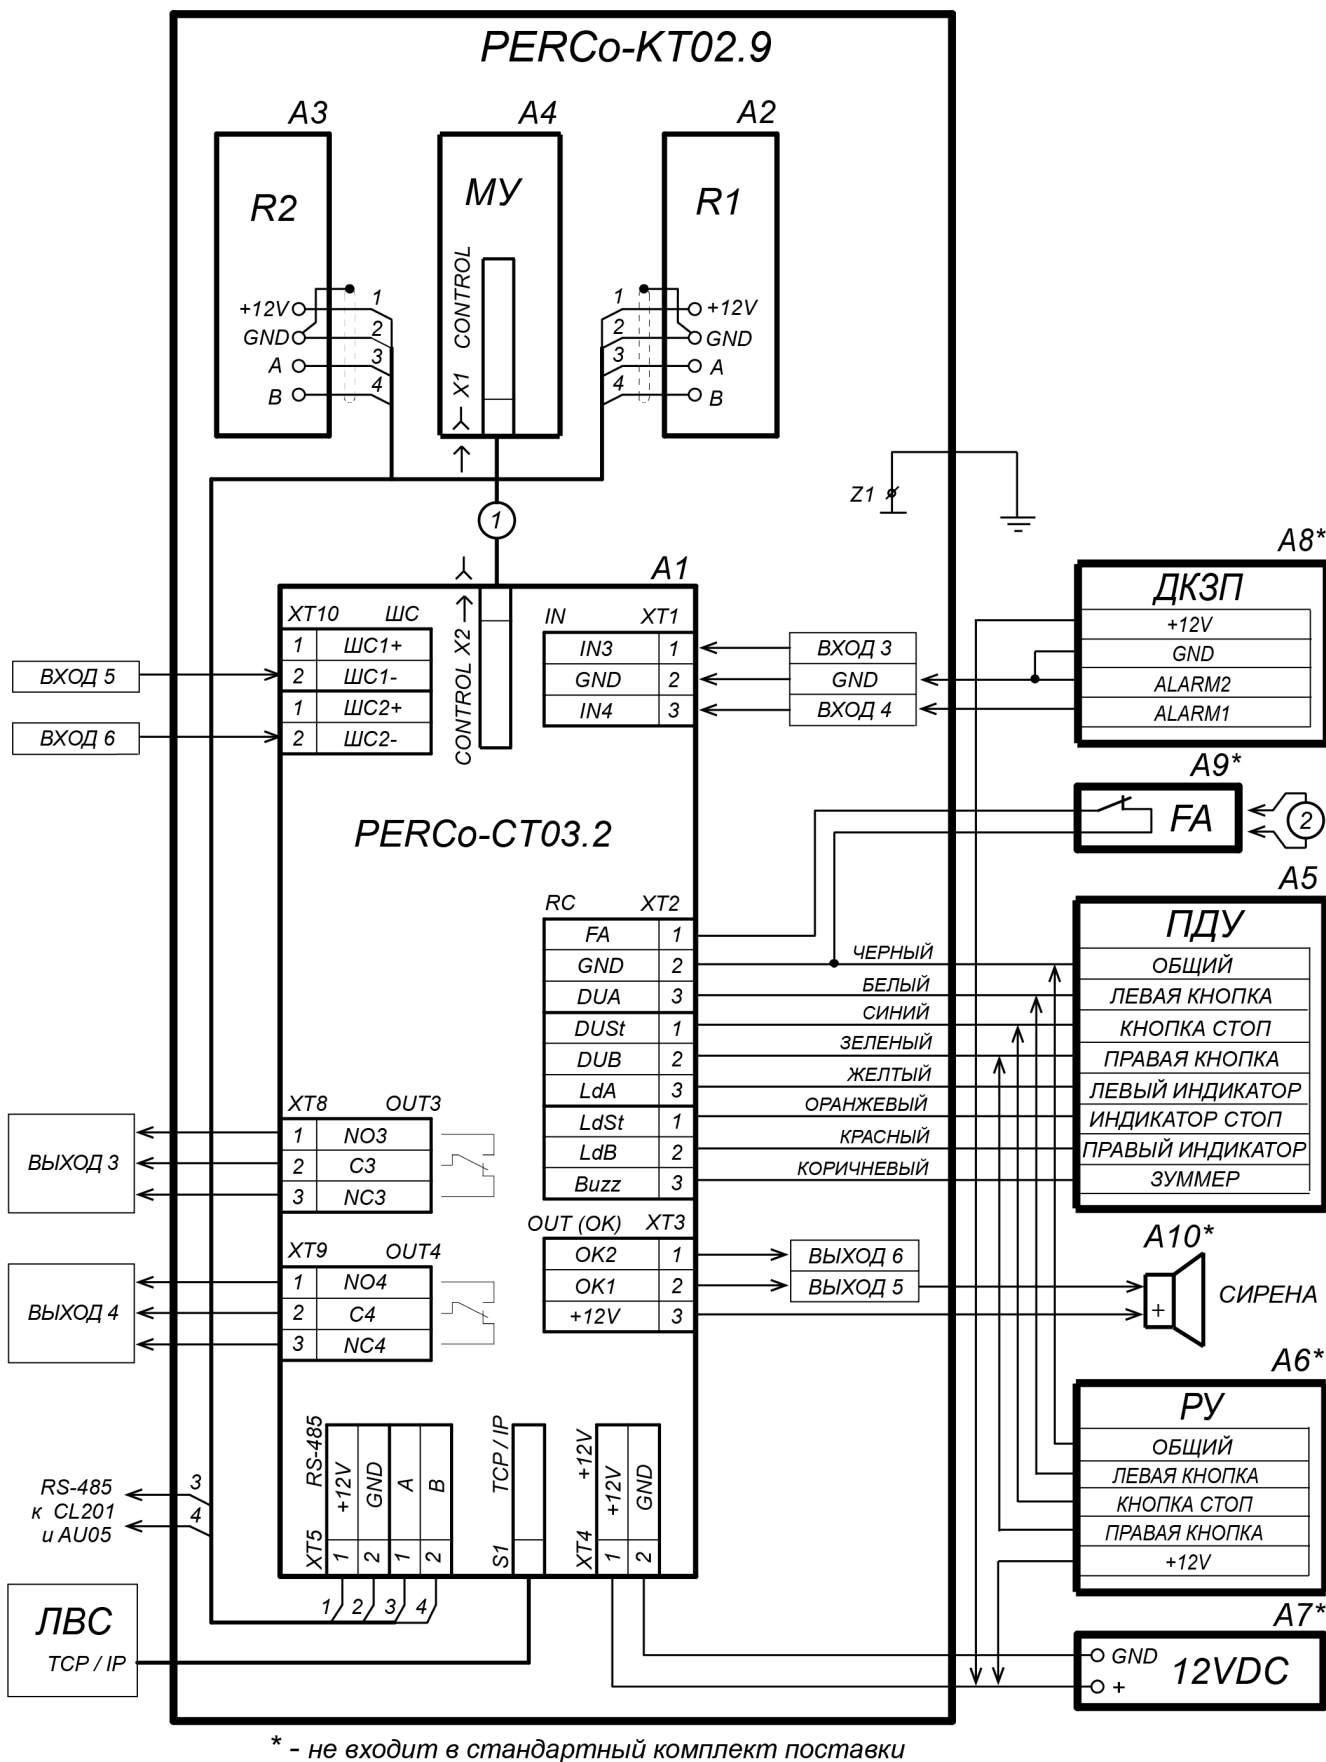 PERCo-KT02.9
A3
A4
A2
R2
МУ
R1
+12V
GND
A
B
1
2
3
4
X1 CONTROL
1
2
3
4
+12V
GND
A
B
1
Z1
A1
XT10 ШС
1 ШС1+
2 ШС1-
1 ШС2+
2 ШС2-
CONTROL X2
IN XT1
IN3 1
GND 2
IN4 3
ВХОД 5
ВХОД 6
ВХОД 3
GND
ВХОД 4
A8*
ДКЗП
+12V
GND
ALARM2
ALARM1
A9*
FA
2
PERCo-CT03.2
RC XT2
FA 1
GND 2
DUA 3
DUSt 1
DUB 2
LdA 3
LdSt 1
LdB 2
Buzz 3
ЧЕРНЫЙ
БЕЛЫЙ
СИНИЙ
ЗЕЛЕНЫЙ
ЖЕЛТЫЙ
ОРАНЖЕВЫЙ
КРАСНЫЙ
КОРИЧНЕВЫЙ
A5
ПДУ
ОБЩИЙ
ЛЕВАЯ КНОПКА
КНОПКА СТОП
ПРАВАЯ КНОПКА
ЛЕВЫЙ ИНДИКАТОР
ИНДИКАТОР СТОП
ПРАВЫЙ ИНДИКАТОР
ЗУММЕР
XT8 OUT3
1 NO3
2 C3
3 NC3
ВЫХОД 3
XT9 OUT4
1 NO4
2 C4
3 NC4
ВЫХОД 4
OUT (OK) XT3
OK2 1
OK1 2
+12V 3
ВЫХОД 6
ВЫХОД 5
A10*
+
СИРЕНА
A6*
РУ
ОБЩИЙ
ЛЕВАЯ КНОПКА
КНОПКА СТОП
ПРАВАЯ КНОПКА
+12V
XT5 RS-485
1 +12V
2 GND
1 A
2 B
S1 TCP / IP
XT4 +12V
1 +12V
2 GND
RS-485
к CL201
и AU05
3
4
1
2
3
4
ЛВС
TCP / IP
A7*
GND
+
12VDC
* - не входит в стандартный комплект поставки